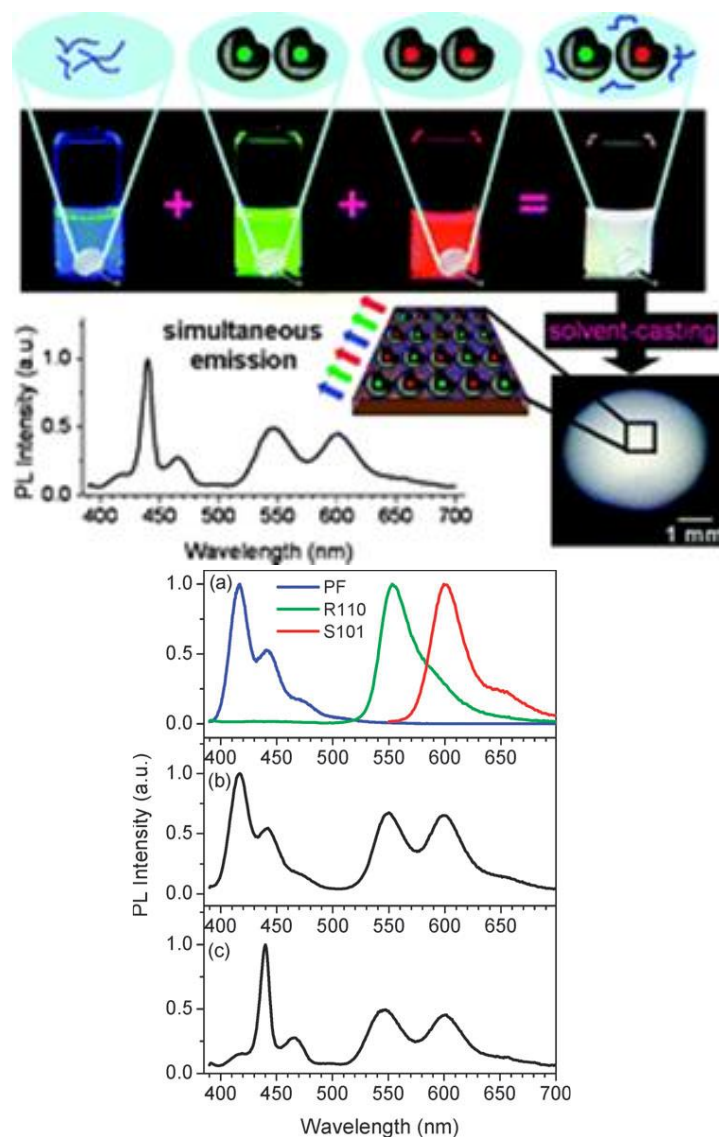 + + =
simultaneous
emission
solvent-casting
PL Intensity (a.u.)
1.0
0.5
0.0
400 450 500 550 600 650 700
Wavelength (nm)
1 mm
PL Intensity (a.u.)
(a)
PF
R110
S101
1.0
0.5
0.0
400 450 500 550 600 650
(b)
1.0
0.5
0.0
400 450 500 550 600 650
(c)
1.0
0.5
0.0
400 450 500 550 600 650 700
Wavelength (nm)